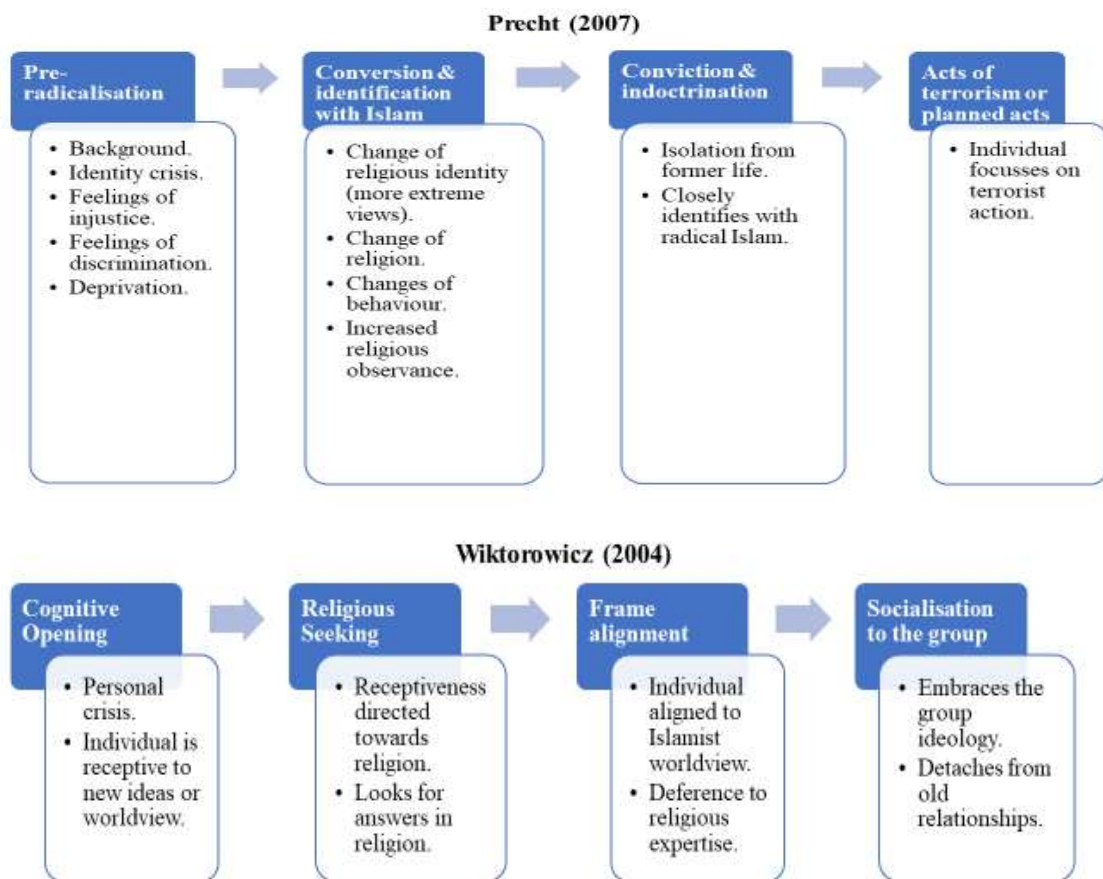 Precht (2007)
Pre-
radicalisation
• Background.
• Identity crisis.
• Feelings of
injustice.
• Feelings of
discrimination.
• Deprivation.
Conversion &
identification
with Islam
• Change of
religious identity
(more extreme
views).
• Change of
religion.
• Changes of
behaviour.
• Increased
religious
observance.
Conviction &
indoctrination
• Isolation from
former life.
• Closely
identifies with
radical Islam.
Acts of
terrorism or
planned acts
• Individual
focusses on
terrorist
action.
Wiktorowicz (2004)
Cognitive
Opening
• Personal
crisis.
• Individual is
receptive to
new ideas or
worldview.
Religious
Seeking
• Receptiveness
directed
towards
religion.
• Looks for
answers in
religion.
Frame
alignment
• Individual
aligned to
Islamist
worldview.
• Deference to
religious
expertise.
Socialisation
to the group
• Embraces the
group
ideology.
• Detaches from
old
relationships.